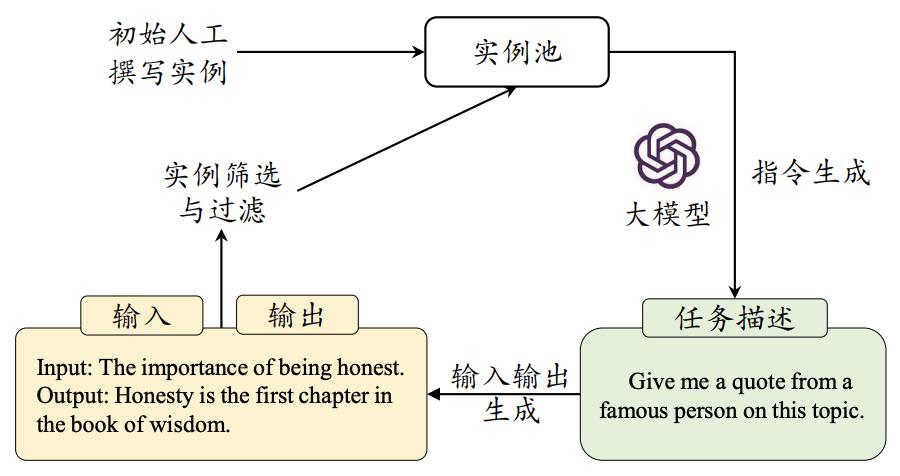 初始人工
撰写实例
实例池
大模型
指令生成
实例筛选
与过滤
输入
输出
Input: The importance of being honest.
Output: Honesty is the first chapter in
the book of wisdom.
输入输出
生成
任务描述
Give me a quote from a
famous person on this topic.